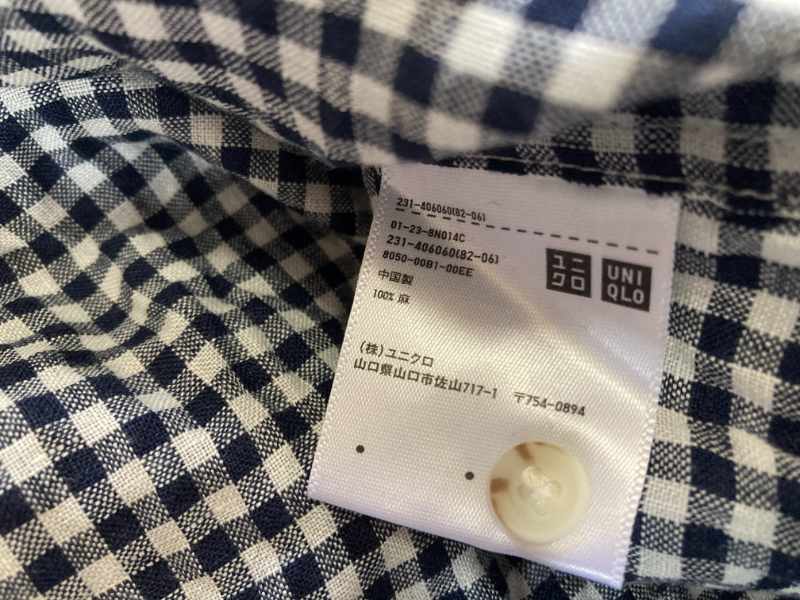 231-406060(82-06)
01-23-8N014C
231-406060(82-06)
8050-00B1-00EE
中国製
100% 麻
ユニ
クロ
UNI
QLO
(株)ユニクロ
山口県山口市佐山717-1 〒754-0894